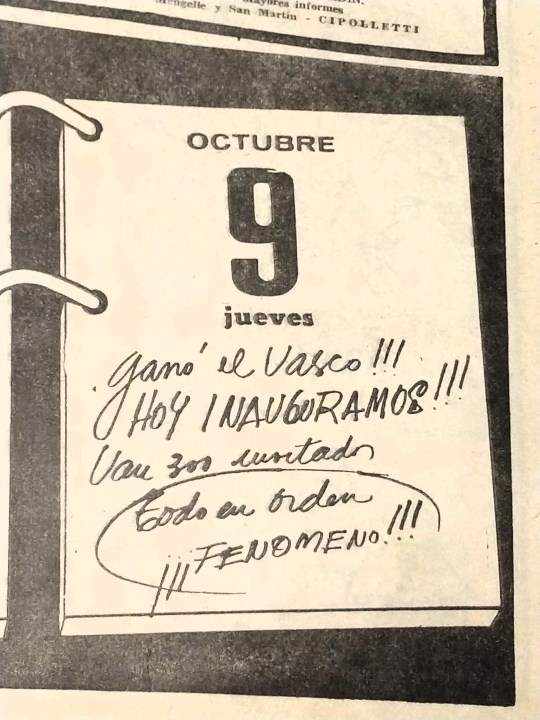 Mayores informes
Mengelle y San Martín - CIPOLLETTI
OCTUBRE
9
jueves
Ganó el Vasco!!!
HOY INAUGURAMOS!!!
Van 300 invitados
Todo en orden
¡¡¡FENOMENO!!!